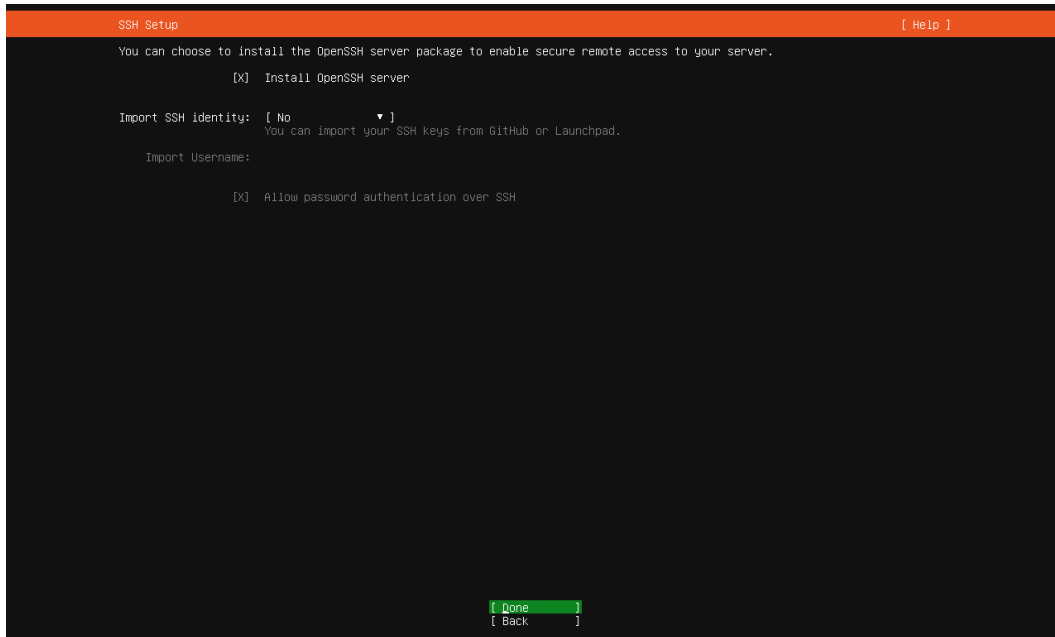 SSH Setup [ Help ]
You can choose to install the OpenSSH server package to enable secure remote access to your server.
[X] Install OpenSSH server
Import SSH identity: [ No ▼ ]
You can import your SSH keys from GitHub or Launchpad.
Import Username:
[X] Allow password authentication over SSH
[ Done ]
[ Back ]